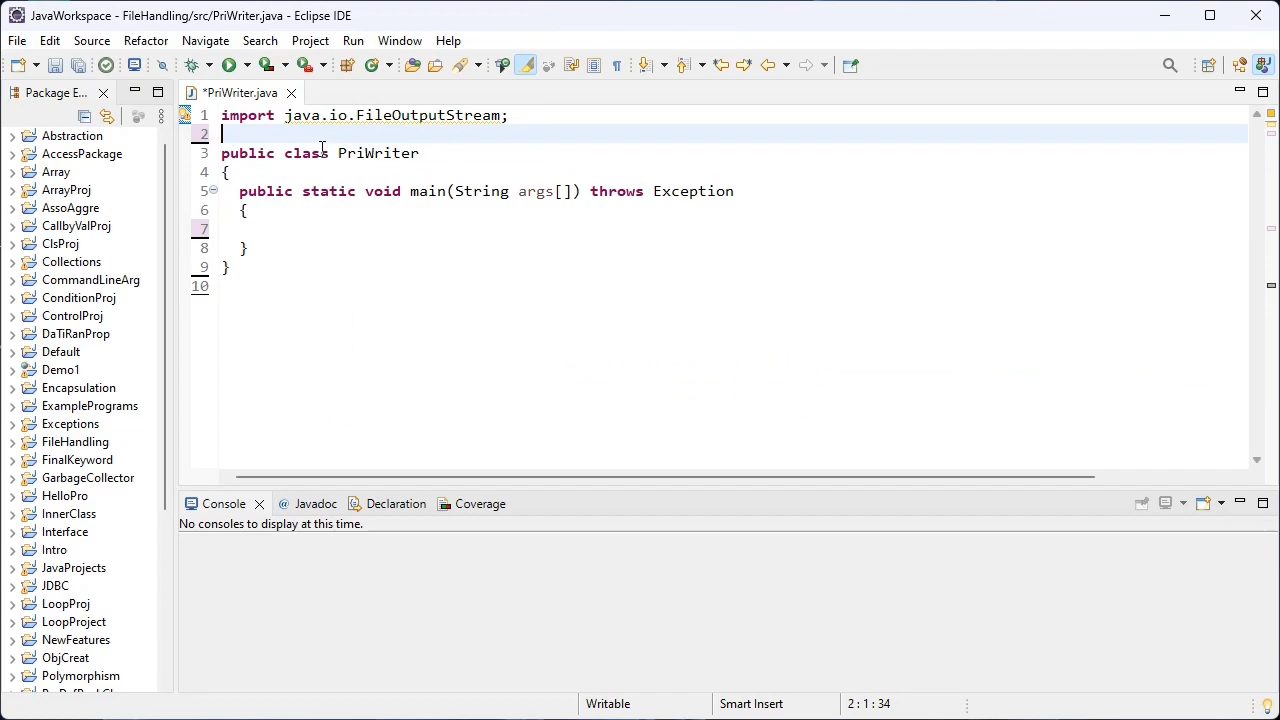 JavaWorkspace - FileHandling/src/PriWriter.java - Eclipse IDE
File Edit Source Refactor Navigate Search Project Run Window Help
Package E...
*PriWriter.java
1 import java.io.FileOutputStream;
2
3 public class PriWriter
4 {
5 public static void main(String args[]) throws Exception
6 {
7
8 }
9 }
10
Abstraction
AccessPackage
Array
ArrayProj
AssoAggre
CallbyValProj
ClsProj
Collections
CommandLineArg
ConditionProj
ControlProj
DaTiRanProp
Default
Demo1
Encapsulation
ExamplePrograms
Exceptions
FileHandling
FinalKeyword
GarbageCollector
HelloPro
InnerClass
Interface
Intro
JavaProjects
JDBC
LoopProj
LoopProject
NewFeatures
ObjCreat
Polymorphism
Console Javadoc Declaration Coverage
No consoles to display at this time.
Writable Smart Insert 2:1:34